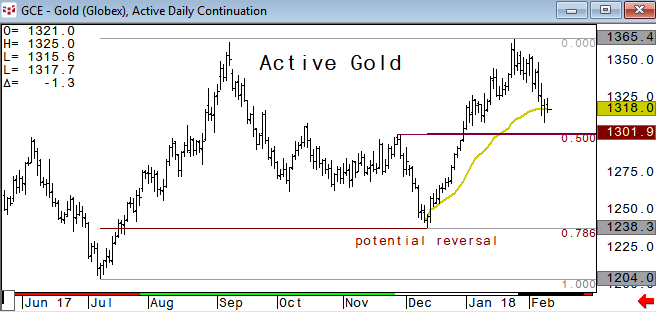 GCE - Gold (Globex), Active Daily Continuation
O= 1321.0
H= 1325.0
L= 1315.6
L= 1317.7
Δ= -1.3
Active Gold
0.000
0.500
0.786
1.000
potential reversal
1365.4
1350.0
1325.0
1318.0
1301.9
1275.0
1250.0
1238.3
1225.0
1204.0
Jun 17 Jul Aug Sep Oct Nov Dec Jan 18 Feb